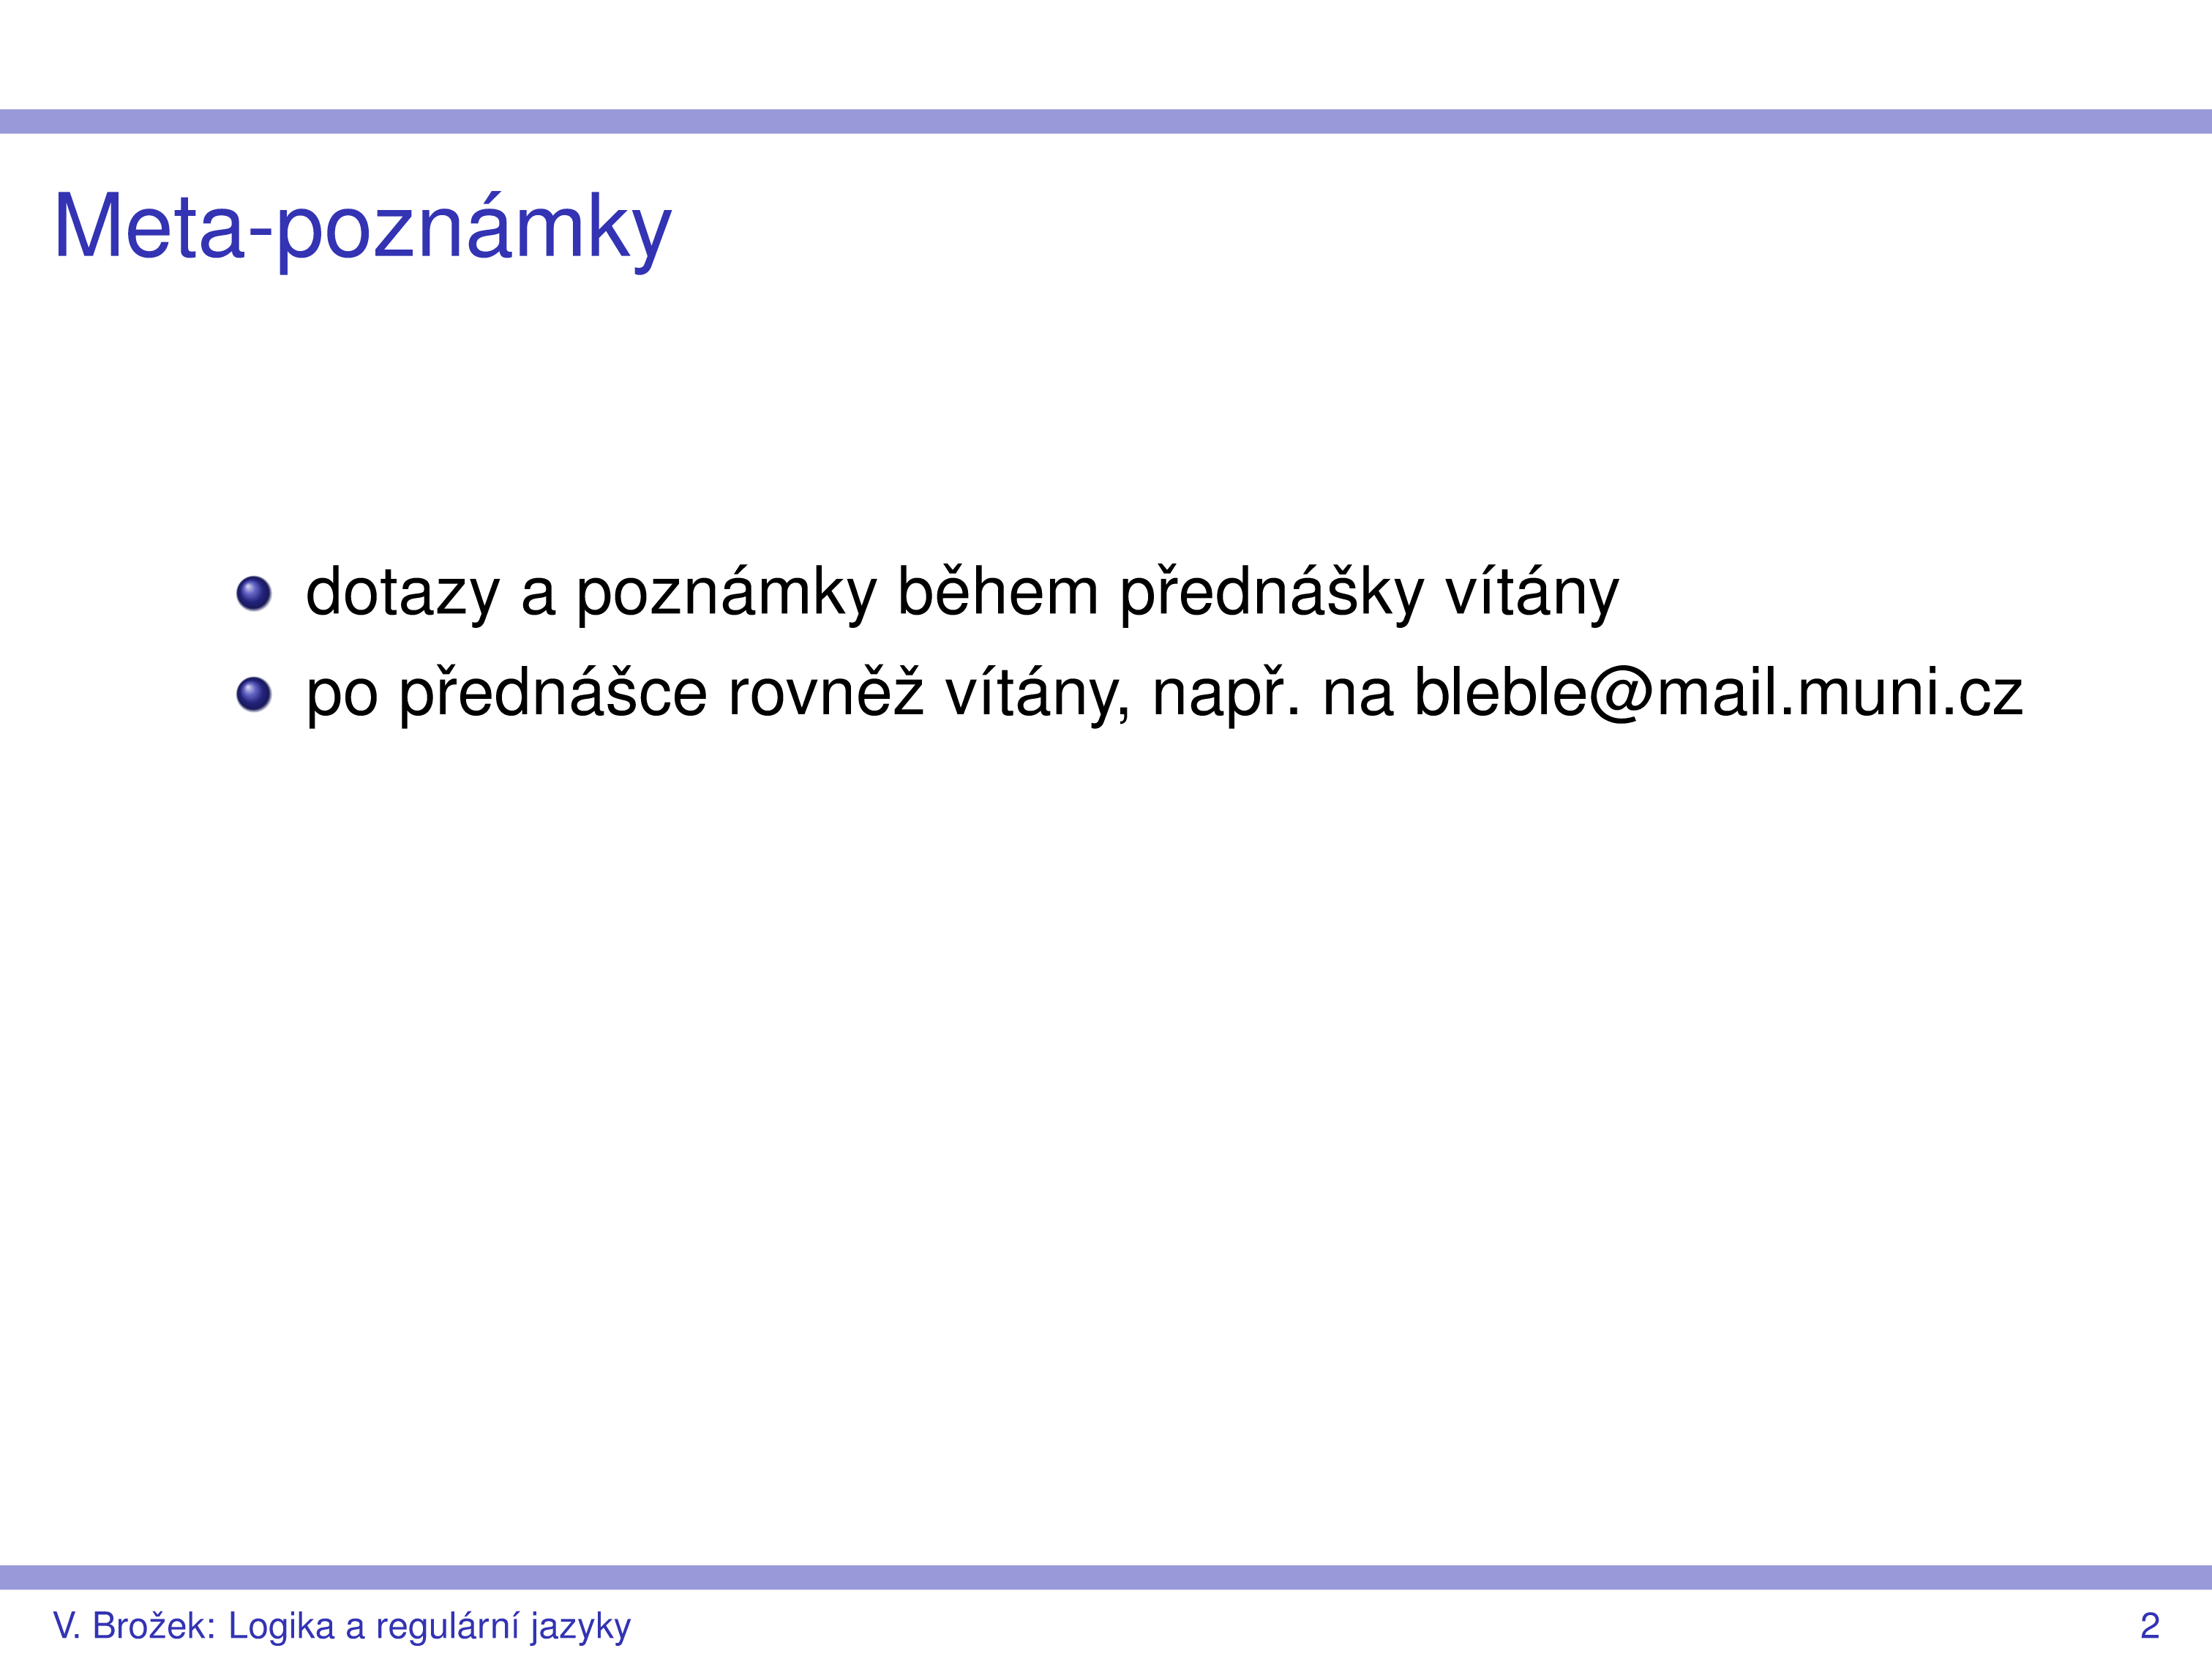 Meta-poznámky
dotazy a poznámky během přednásky vítány
po přednášce rovněž vítány, např. na bleble@mail.muni.cz
V. Brožek: Logika a regulární jazyky
2